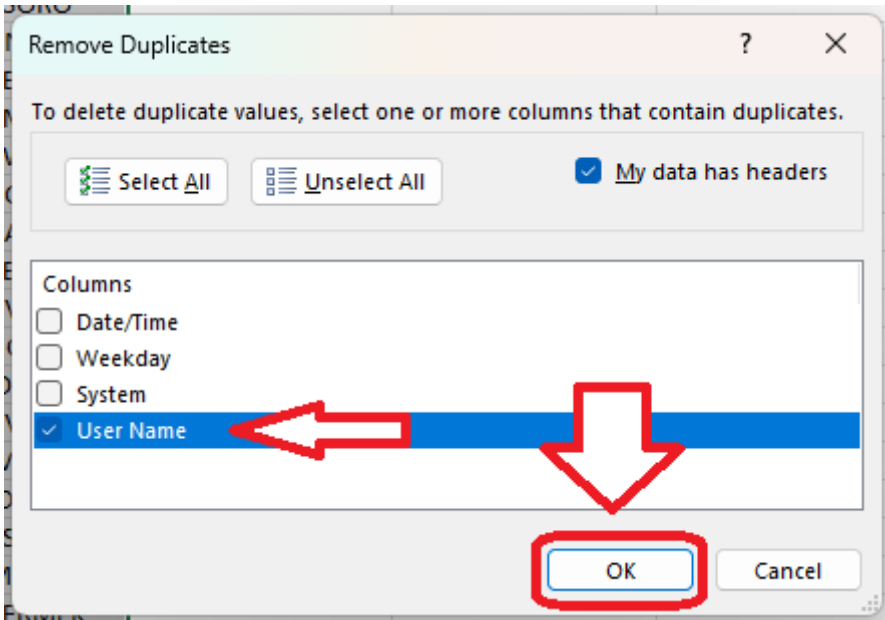 Remove Duplicates ?
To delete duplicate values, select one or more columns that contain duplicates.
Select All Unselect All My data has headers
Columns
Date/Time
Weekday
System
User Name
OK Cancel